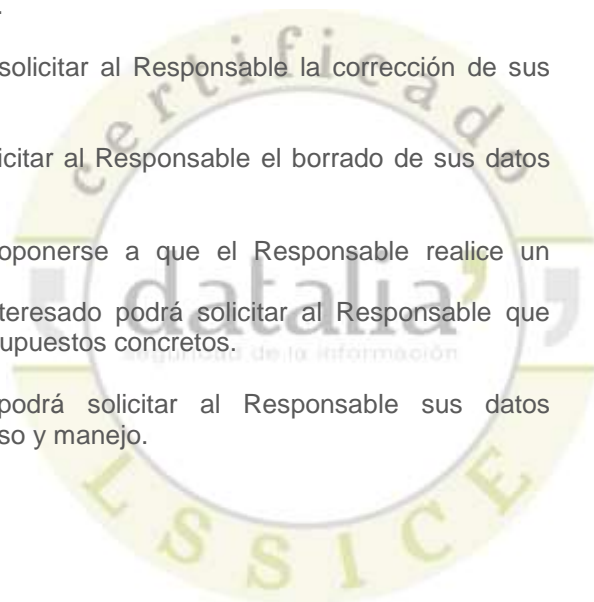 .
solicitar al Responsable la corrección de sus
icitar al Responsable el borrado de sus datos
oponerse a que el Responsable realice un
teresado podrá solicitar al Responsable que
upuestos concretos.
podrá solicitar al Responsable sus datos
so y manejo.
certificado
datalia
seguridad de la información
LSSICE